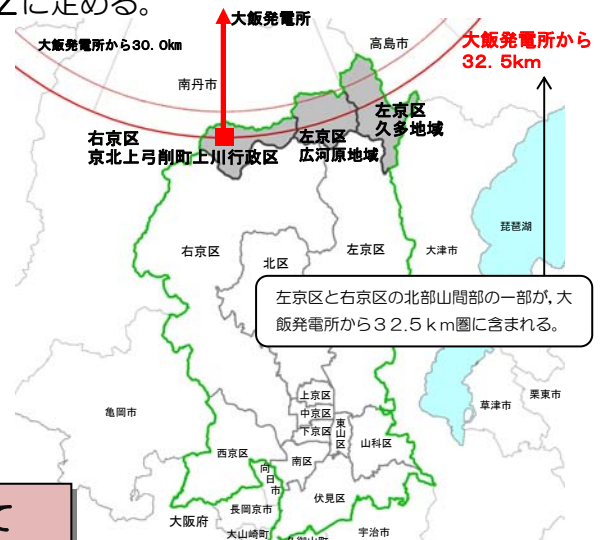 Zに定める。
大飯発電所
大飯発電所から30.0km
高島市
大飯発電所から
32.5km
南丹市
左京区
久多地域
右京区
京北上弓削町上川行政区
左京区
広河原地域
琵琶湖
右京区
北区
左京区
大津市
左京区と右京区の北部山間部の一部が,大
飯発電所から32.5km圏に含まれる。
上京区
中京区
下京区
東山区
山科区
亀岡市
草津市
栗東市
西京区
南区
向日市
伏見区
長岡京市
大阪府
大山崎町
宇治市
て